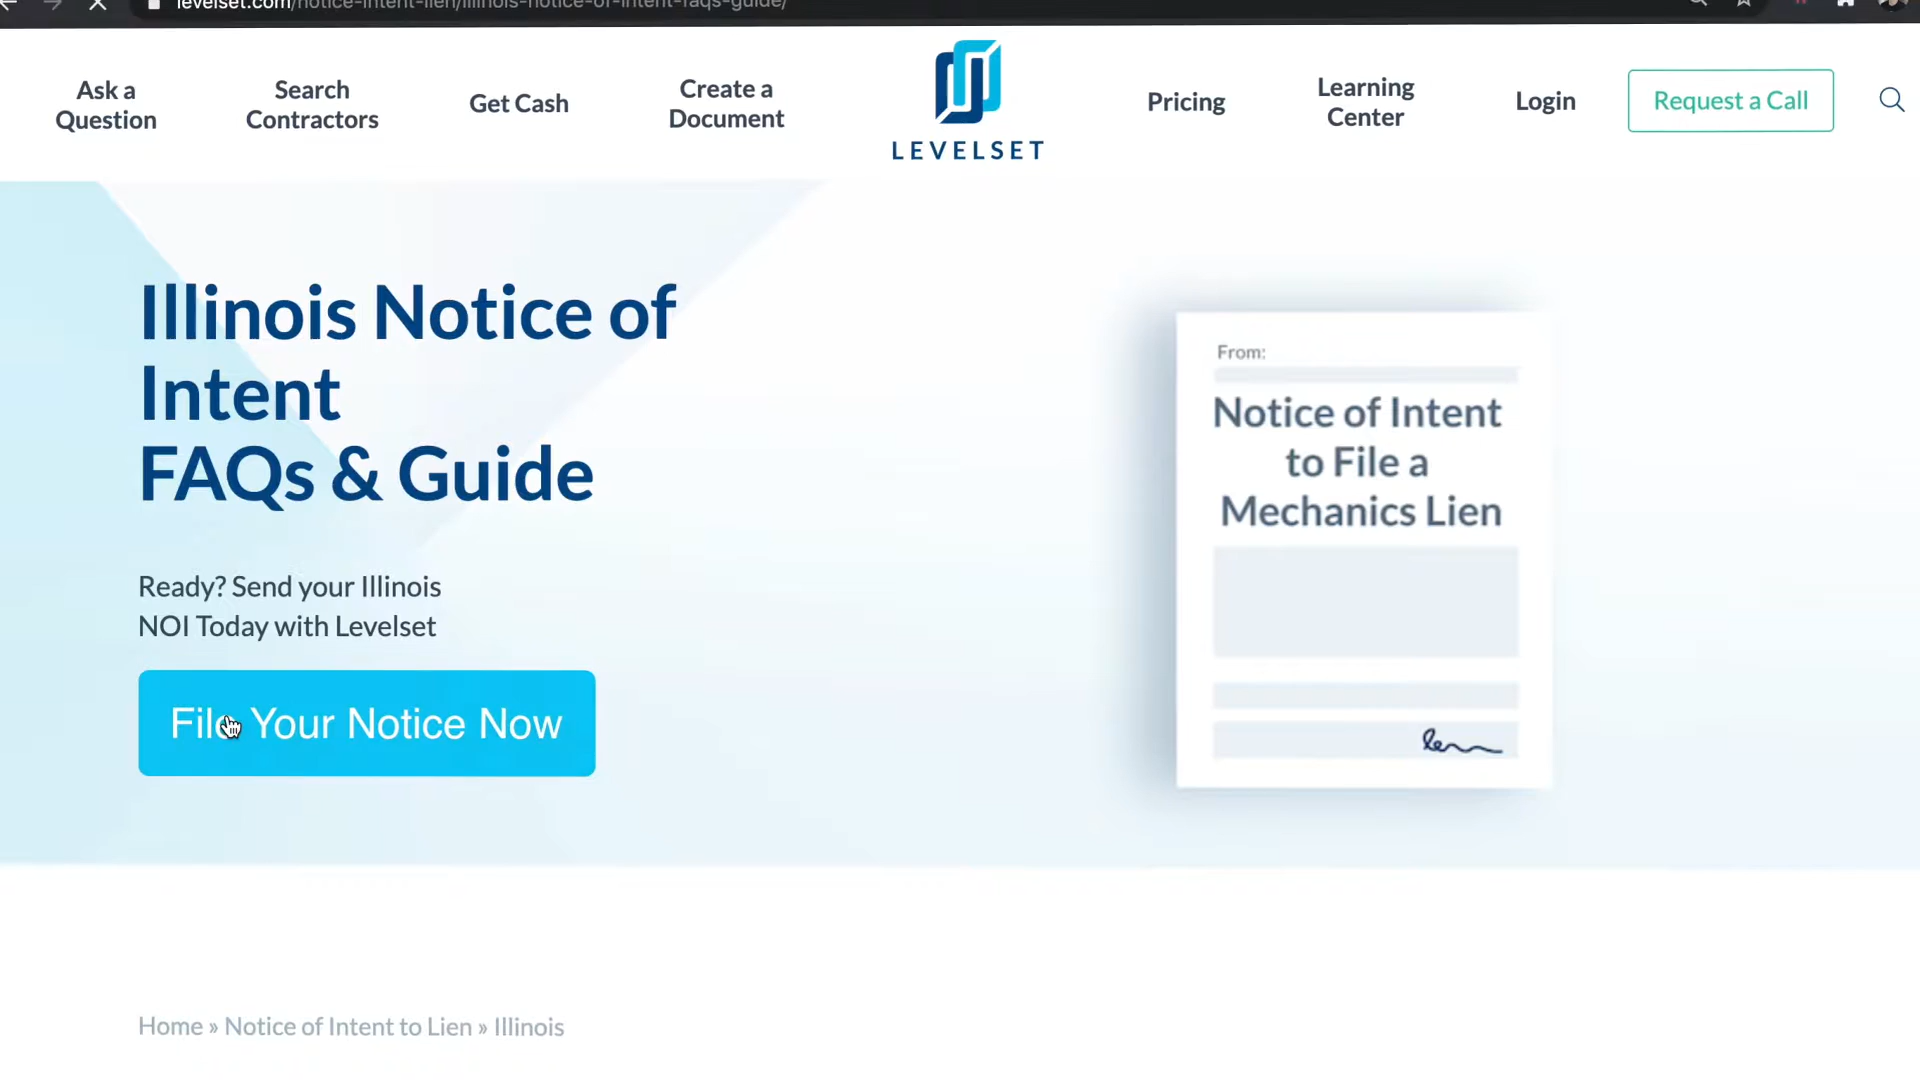 levelset.com/notice-intent-lien/illinois-notice-of-intent-faqs-guide/
Ask a
Question
Search
Contractors
Get Cash
Create a
Document
LEVELSET
Pricing
Learning
Center
Login
Request a Call
Illinois Notice of
Intent
FAQs & Guide
Ready? Send your Illinois
NOI Today with Levelset
File Your Notice Now
From:
Notice of Intent
to File a
Mechanics Lien
Home » Notice of Intent to Lien » Illinois